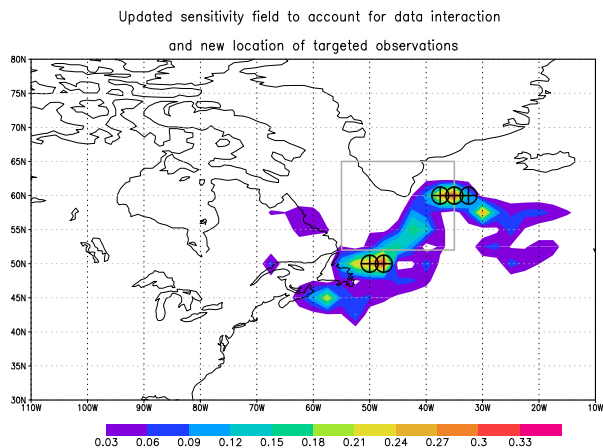 Updated sensitivity field to account for data interaction
and new location of targeted observations
80N
75N
70N
65N
60N
55N
50N
45N
40N
35N
30N
110W 100W 90W 80W 70W 60W 50W 40W 30W 20W 10W
0.03 0.06 0.09 0.12 0.15 0.18 0.21 0.24 0.27 0.3 0.33